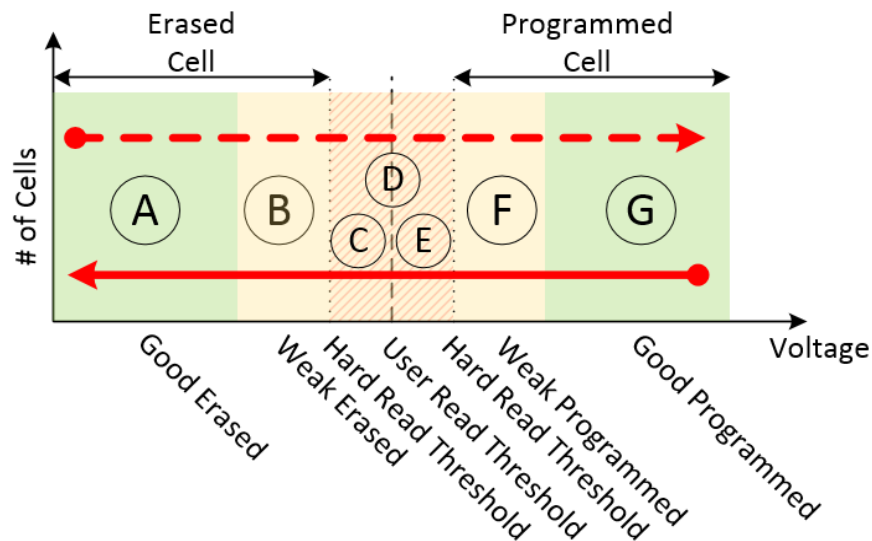 Erased
Cell
Programmed
Cell
# of Cells
A
B
C
D
E
F
G
Voltage
Good Erased
Weak Erased
Hard Read Threshold
User Read Threshold
Hard Read Threshold
Weak Programmed
Good Programmed